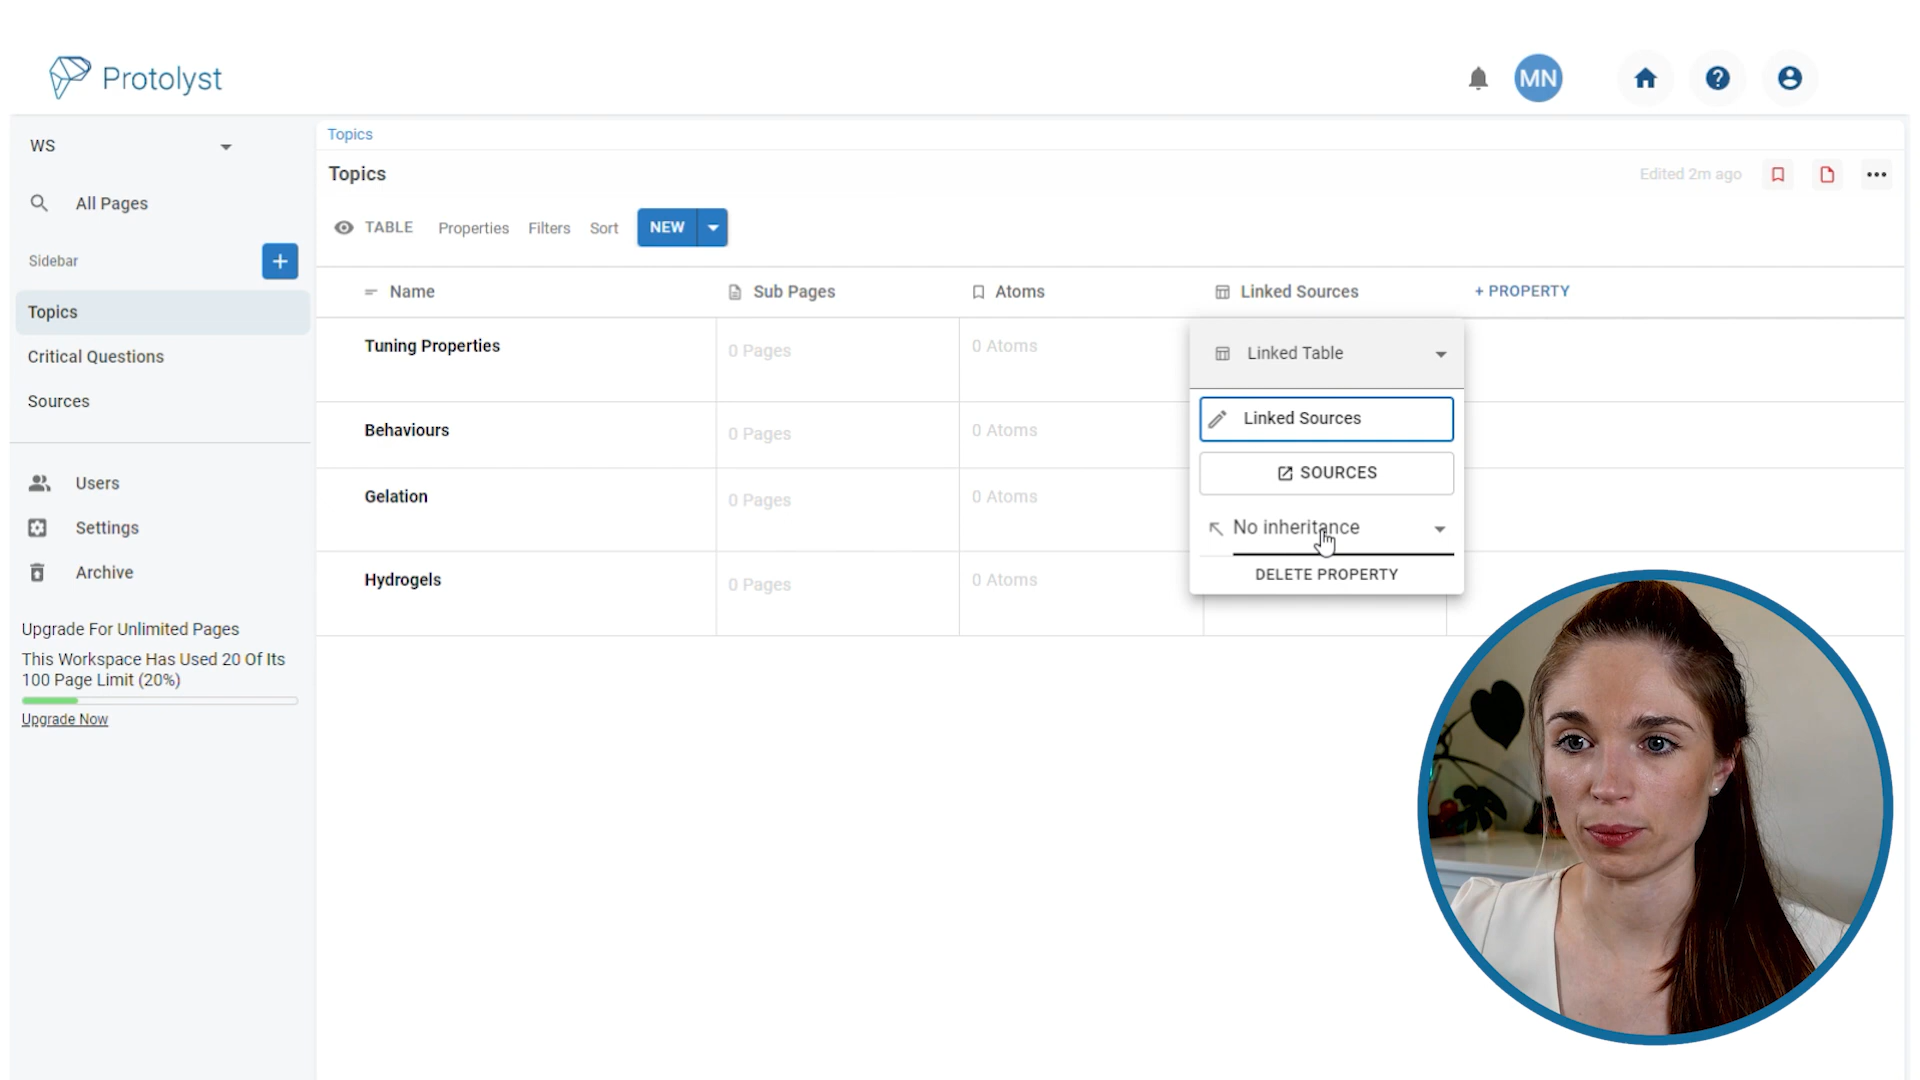 Protolyst
MN
WS
Topics
All Pages
Topics
Edited 2m ago
TABLE
Properties
Filters
Sort
NEW
Sidebar
Topics
Critical Questions
Sources
Users
Settings
Archive
Upgrade For Unlimited Pages
This Workspace Has Used 20 Of Its
100 Page Limit (20%)
Upgrade Now
Name
Sub Pages
Atoms
Linked Sources
+ PROPERTY
Tuning Properties
0 Pages
0 Atoms
Behaviours
0 Pages
0 Atoms
Gelation
0 Pages
0 Atoms
Hydrogels
0 Pages
0 Atoms
Linked Table
Linked Sources
SOURCES
No inheritance
DELETE PROPERTY